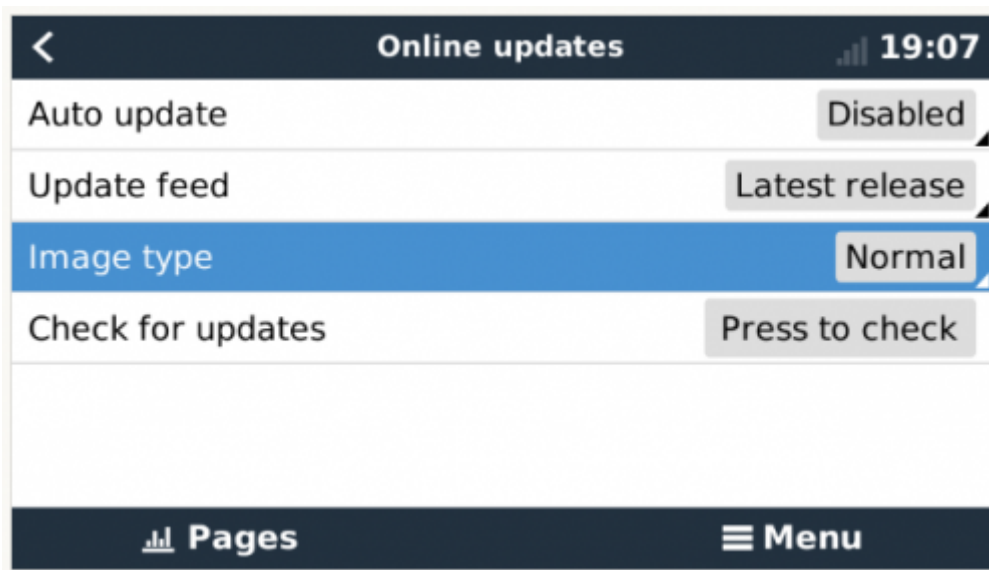 Online updates 19:07
Auto update Disabled
Update feed Latest release
Image type Normal
Check for updates Press to check
Pages Menu